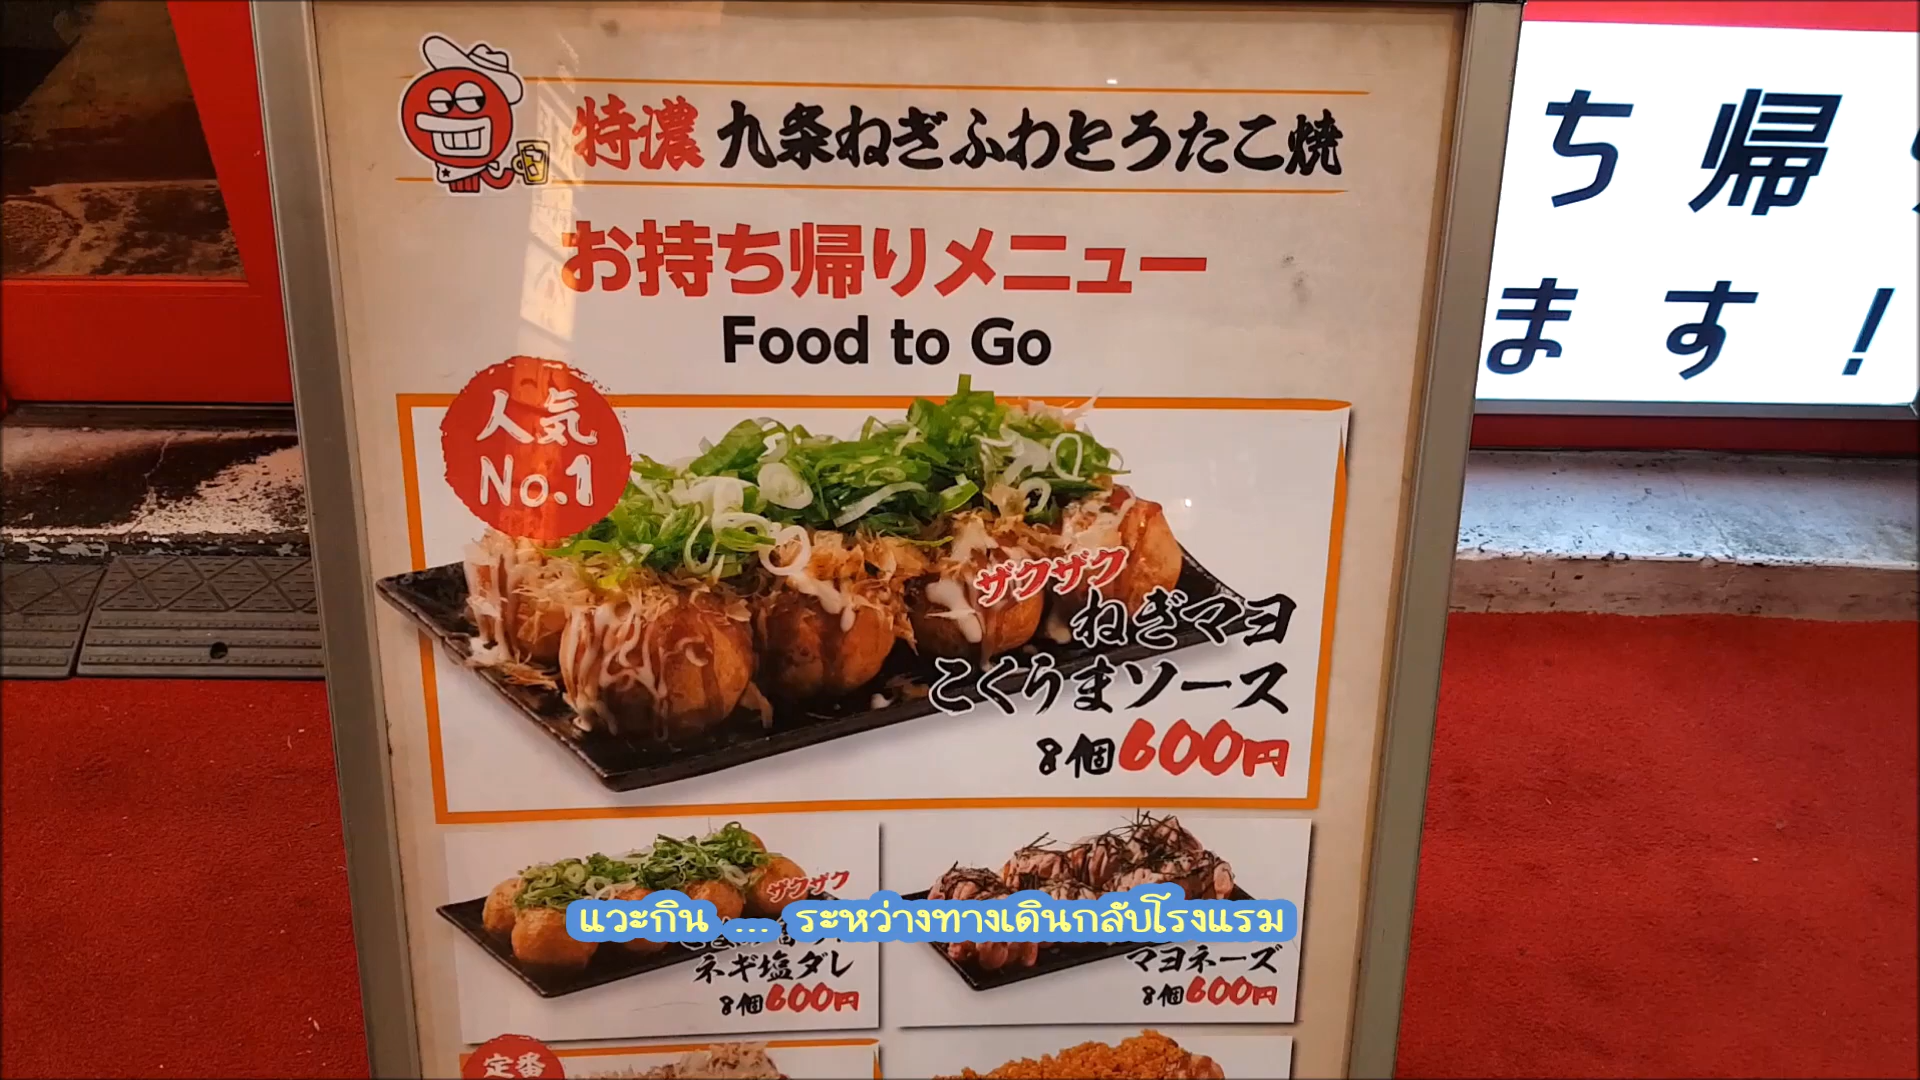 特濃 九条ねぎふわとろたこ焼
お持ち帰りメニュー
Food to Go
人気
No.1
ザクザク
ねぎマヨ
こくうまソース
8個600円
ザクザク
ネギ塩ダレ
8個600円
マヨネーズ
8個600円
定番
ち帰
ます!
แวะกิน ... ระหว่างทางเดินกลับโรงแรม